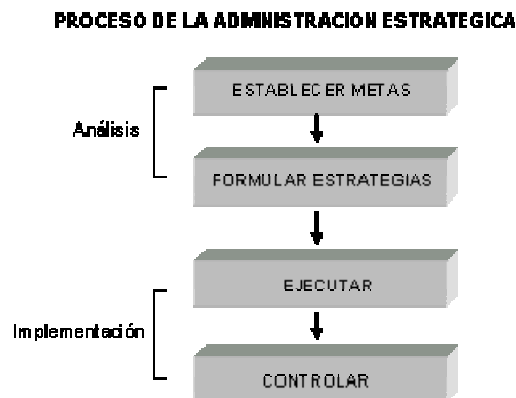 PROCESO DE LA ADMINISTRACION ESTRATEGICA
ESTABLECER METAS
Análisis
FORMULAR ESTRATEGIAS
EJECUTAR
Implementación
CONTROLAR